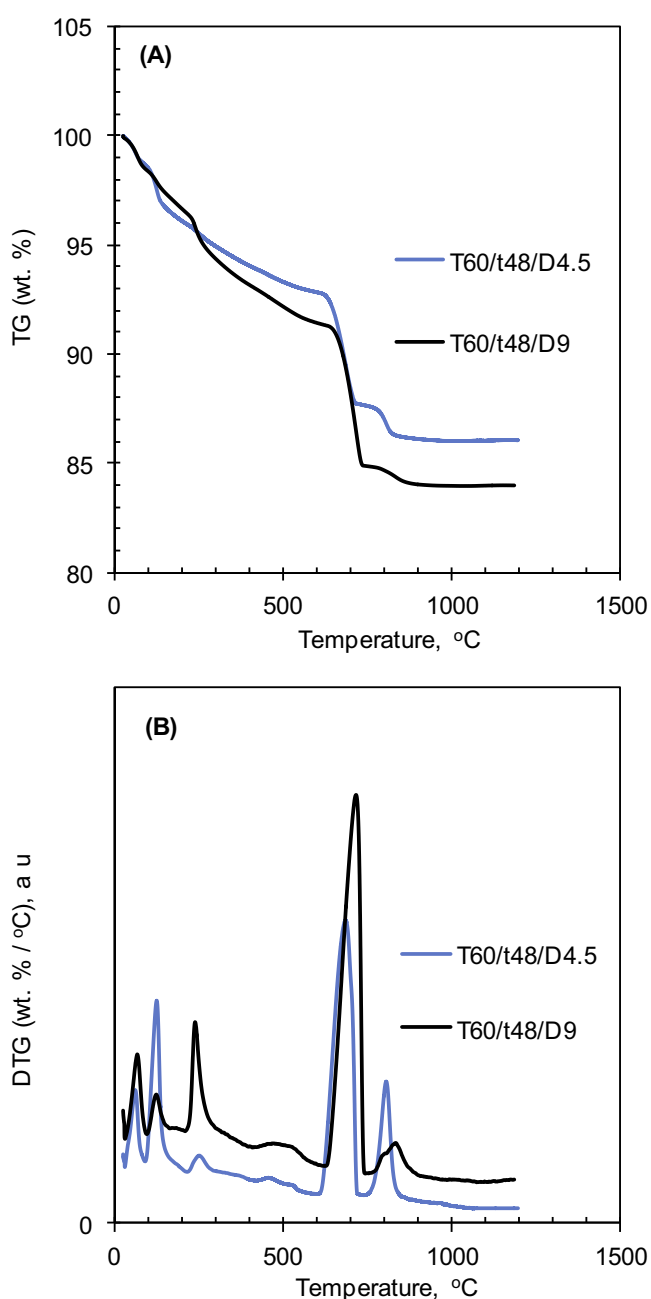 105
(A)
100
95
90
85
80
TG (wt. %)
T60/t48/D4.5
T60/t48/D9
0 500 1000 1500
Temperature, °C
(B)
DTG (wt. % / °C), a u
T60/t48/D4.5
T60/t48/D9
0
0 500 1000 1500
Temperature, °C